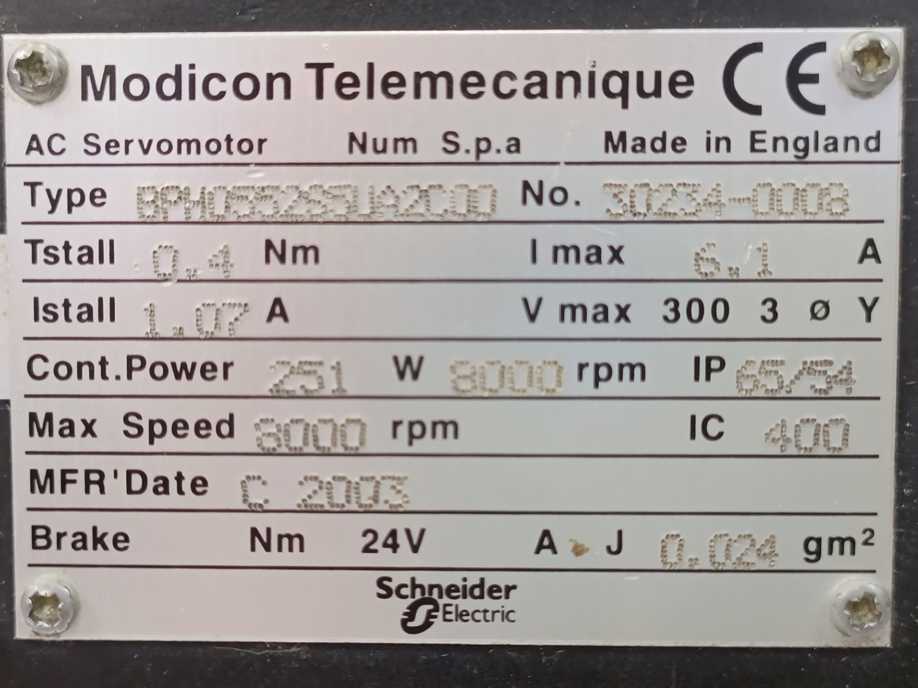 Modicon Telemecanique CE
AC Servomotor Num S.p.a Made in England
Type BPH0552S5UA2C00 No. 30234-0008
Tstall 0.4 Nm I max 6.1 A
Istall 1.07 A V max 300 3 ø Y
Cont.Power 251 W 8000 rpm IP 65/54
Max Speed 8000 rpm IC 400
MFR'Date C 2003
Brake Nm 24V A J 0.024 gm²
Schneider
Electric